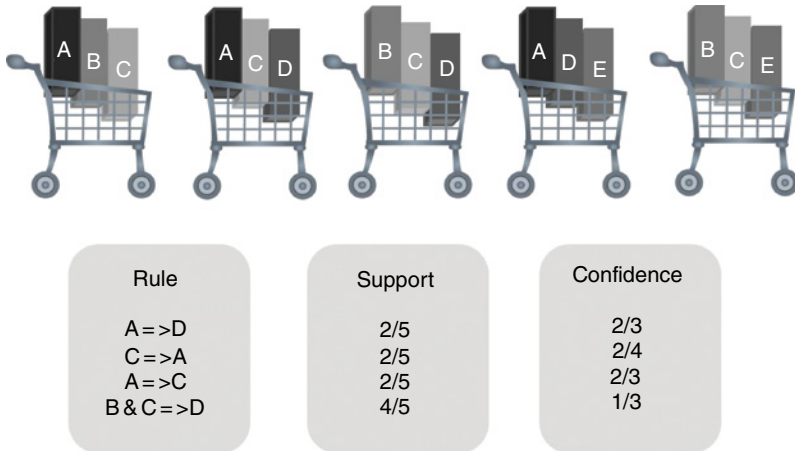 A B C
A C D
B C D
A D E
B C E
Rule
A = >D
C = >A
A = >C
B & C = >D
Support
2/5
2/5
2/5
4/5
Confidence
2/3
2/4
2/3
1/3